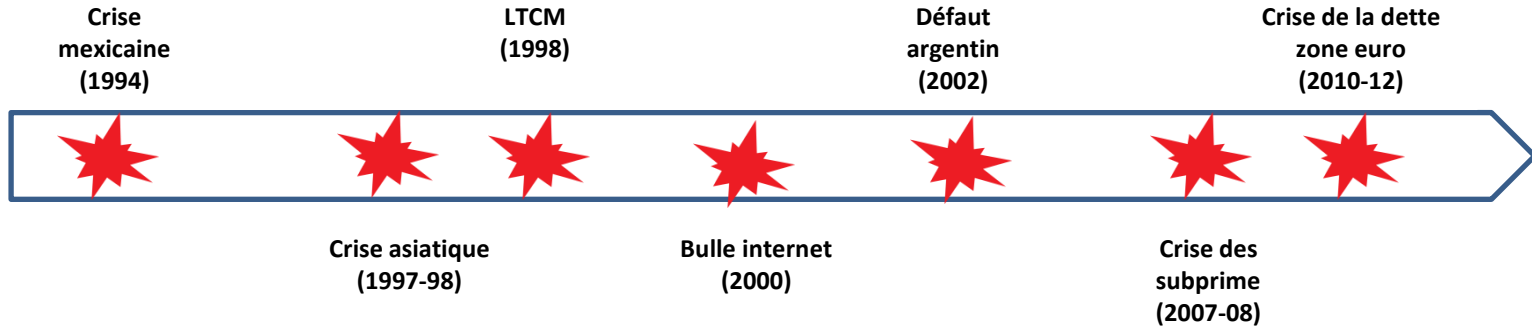 Crise
mexicaine
(1994)
LTCM
(1998)
Défaut
argentin
(2002)
Crise de la dette
zone euro
(2010-12)
Crise asiatique
(1997-98)
Bulle internet
(2000)
Crise des
subprime
(2007-08)